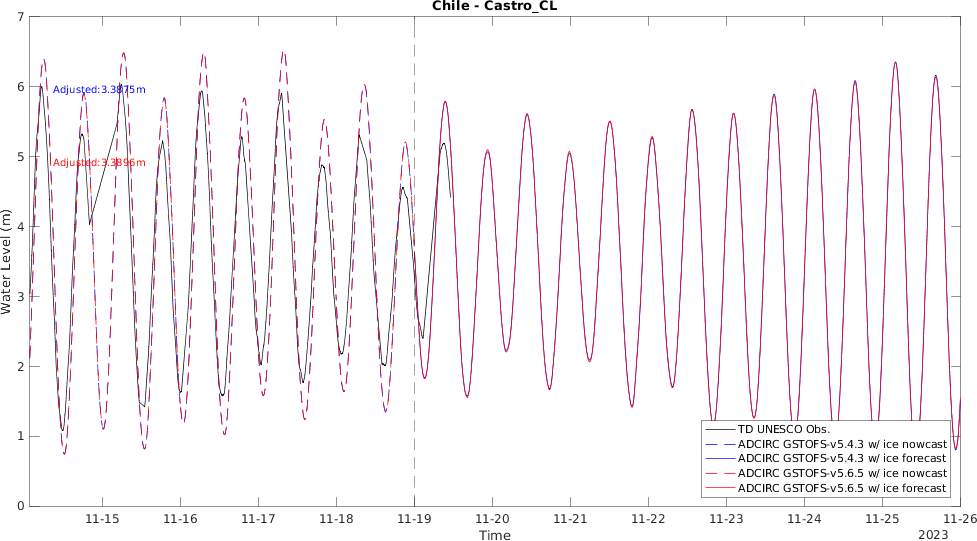 Chile - Castro_CL
7
6
5
4
3
2
1
0
Water Level (m)
Adjusted:3.3875m
Adjusted:3.3896m
TD UNESCO Obs.
ADCIRC GSTOFS-v5.4.3 w/ ice nowcast
ADCIRC GSTOFS-v5.4.3 w/ ice forecast
ADCIRC GSTOFS-v5.6.5 w/ ice nowcast
ADCIRC GSTOFS-v5.6.5 w/ ice forecast
11-15 11-16 11-17 11-18 11-19 11-20 11-21 11-22 11-23 11-24 11-25 11-26
Time
2023